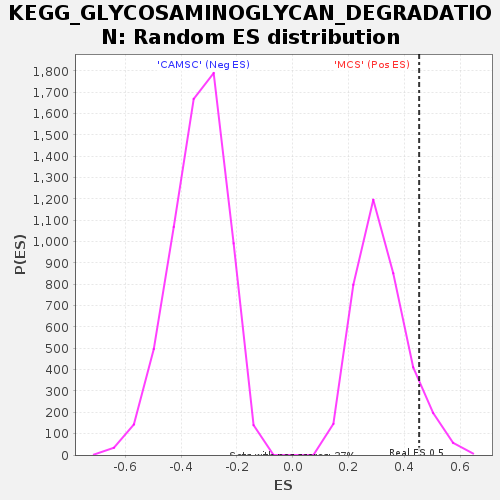 KEGG_GLYCOSAMINOGLYCAN_DEGRADATIO
N: Random ES distribution
'CAMSC' (Neg ES) 'MCS' (Pos ES)
1,800
1,700
1,600
1,500
1,400
1,300
1,200
1,100
1,000
900
800
700
600
500
400
300
200
100
0
P(ES)
Real ES 0.5
-0.6 -0.4 -0.2 0.0 0.2 0.4 0.6
ES